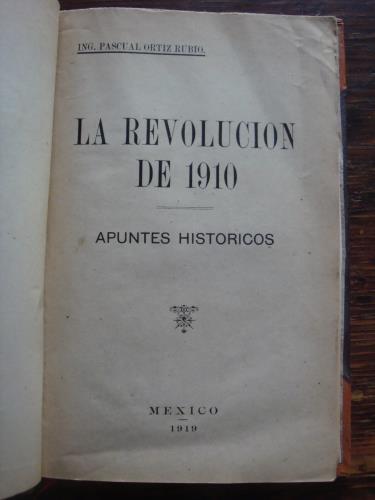 ING. PASCUAL ORTIZ RUBIO.
LA REVOLUCION
DE 1910
APUNTES HISTORICOS
MEXICO
1919